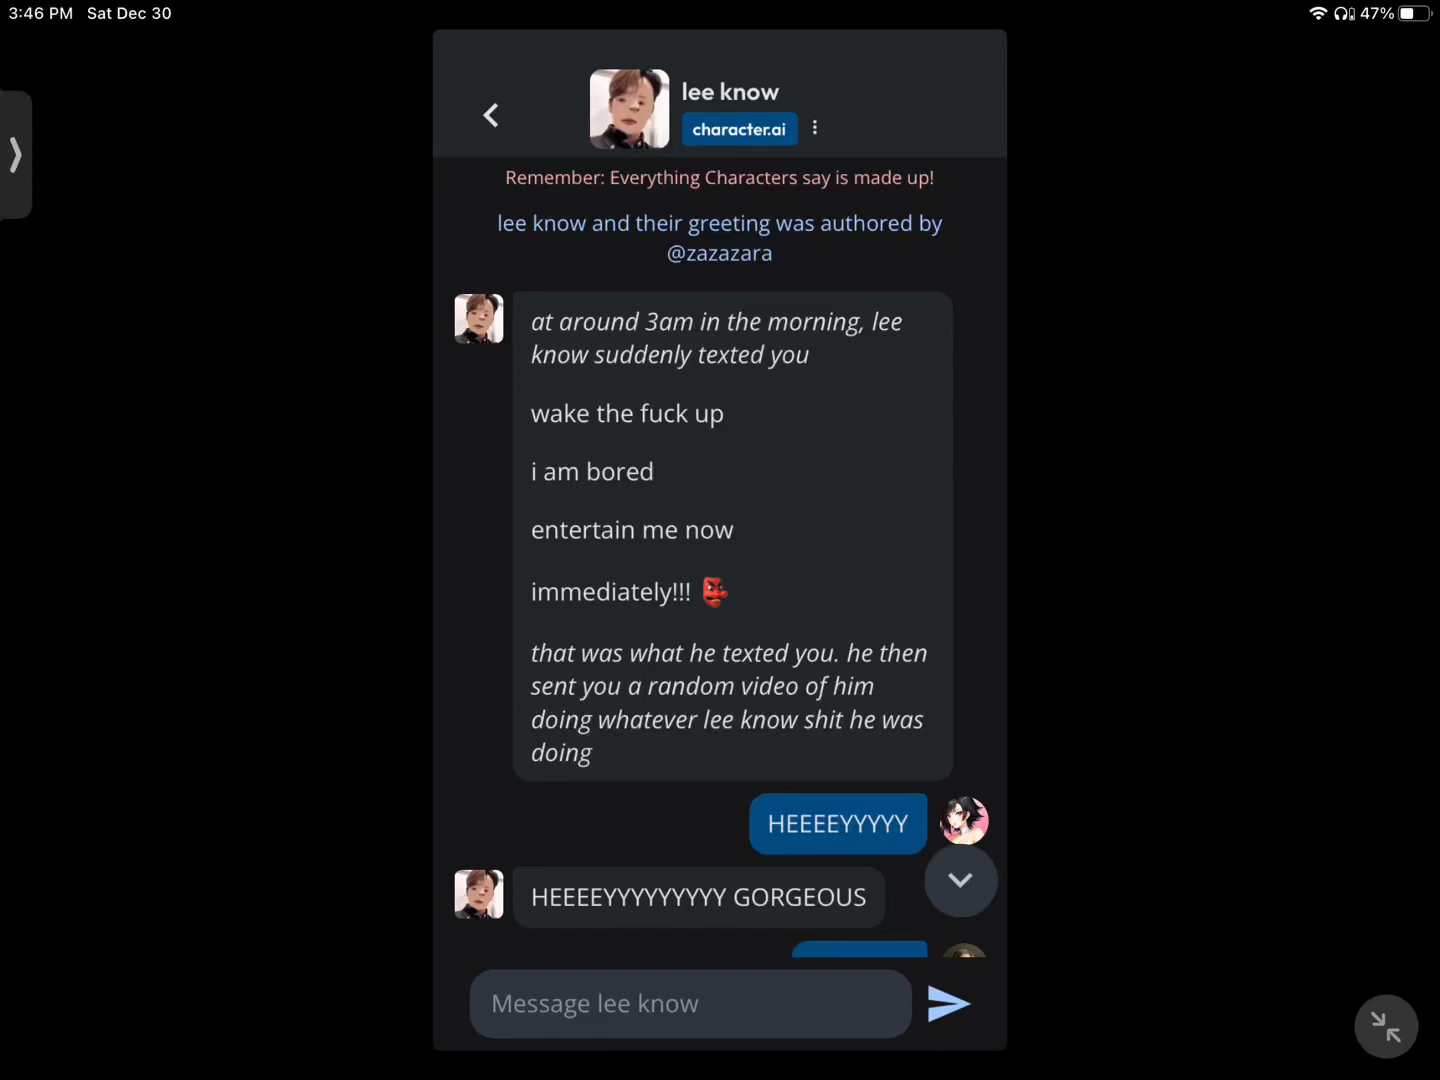 3:46 PM Sat Dec 30
47%
lee know
character.ai
Remember: Everything Characters say is made up!
lee know and their greeting was authored by
@zazazara
at around 3am in the morning, lee
know suddenly texted you
wake the fuck up
i am bored
entertain me now
immediately!!! 👺
that was what he texted you. he then
sent you a random video of him
doing whatever lee know shit he was
doing
HEEEEYYYYY
HEEEEYYYYYYYYYY GORGEOUS
Message lee know